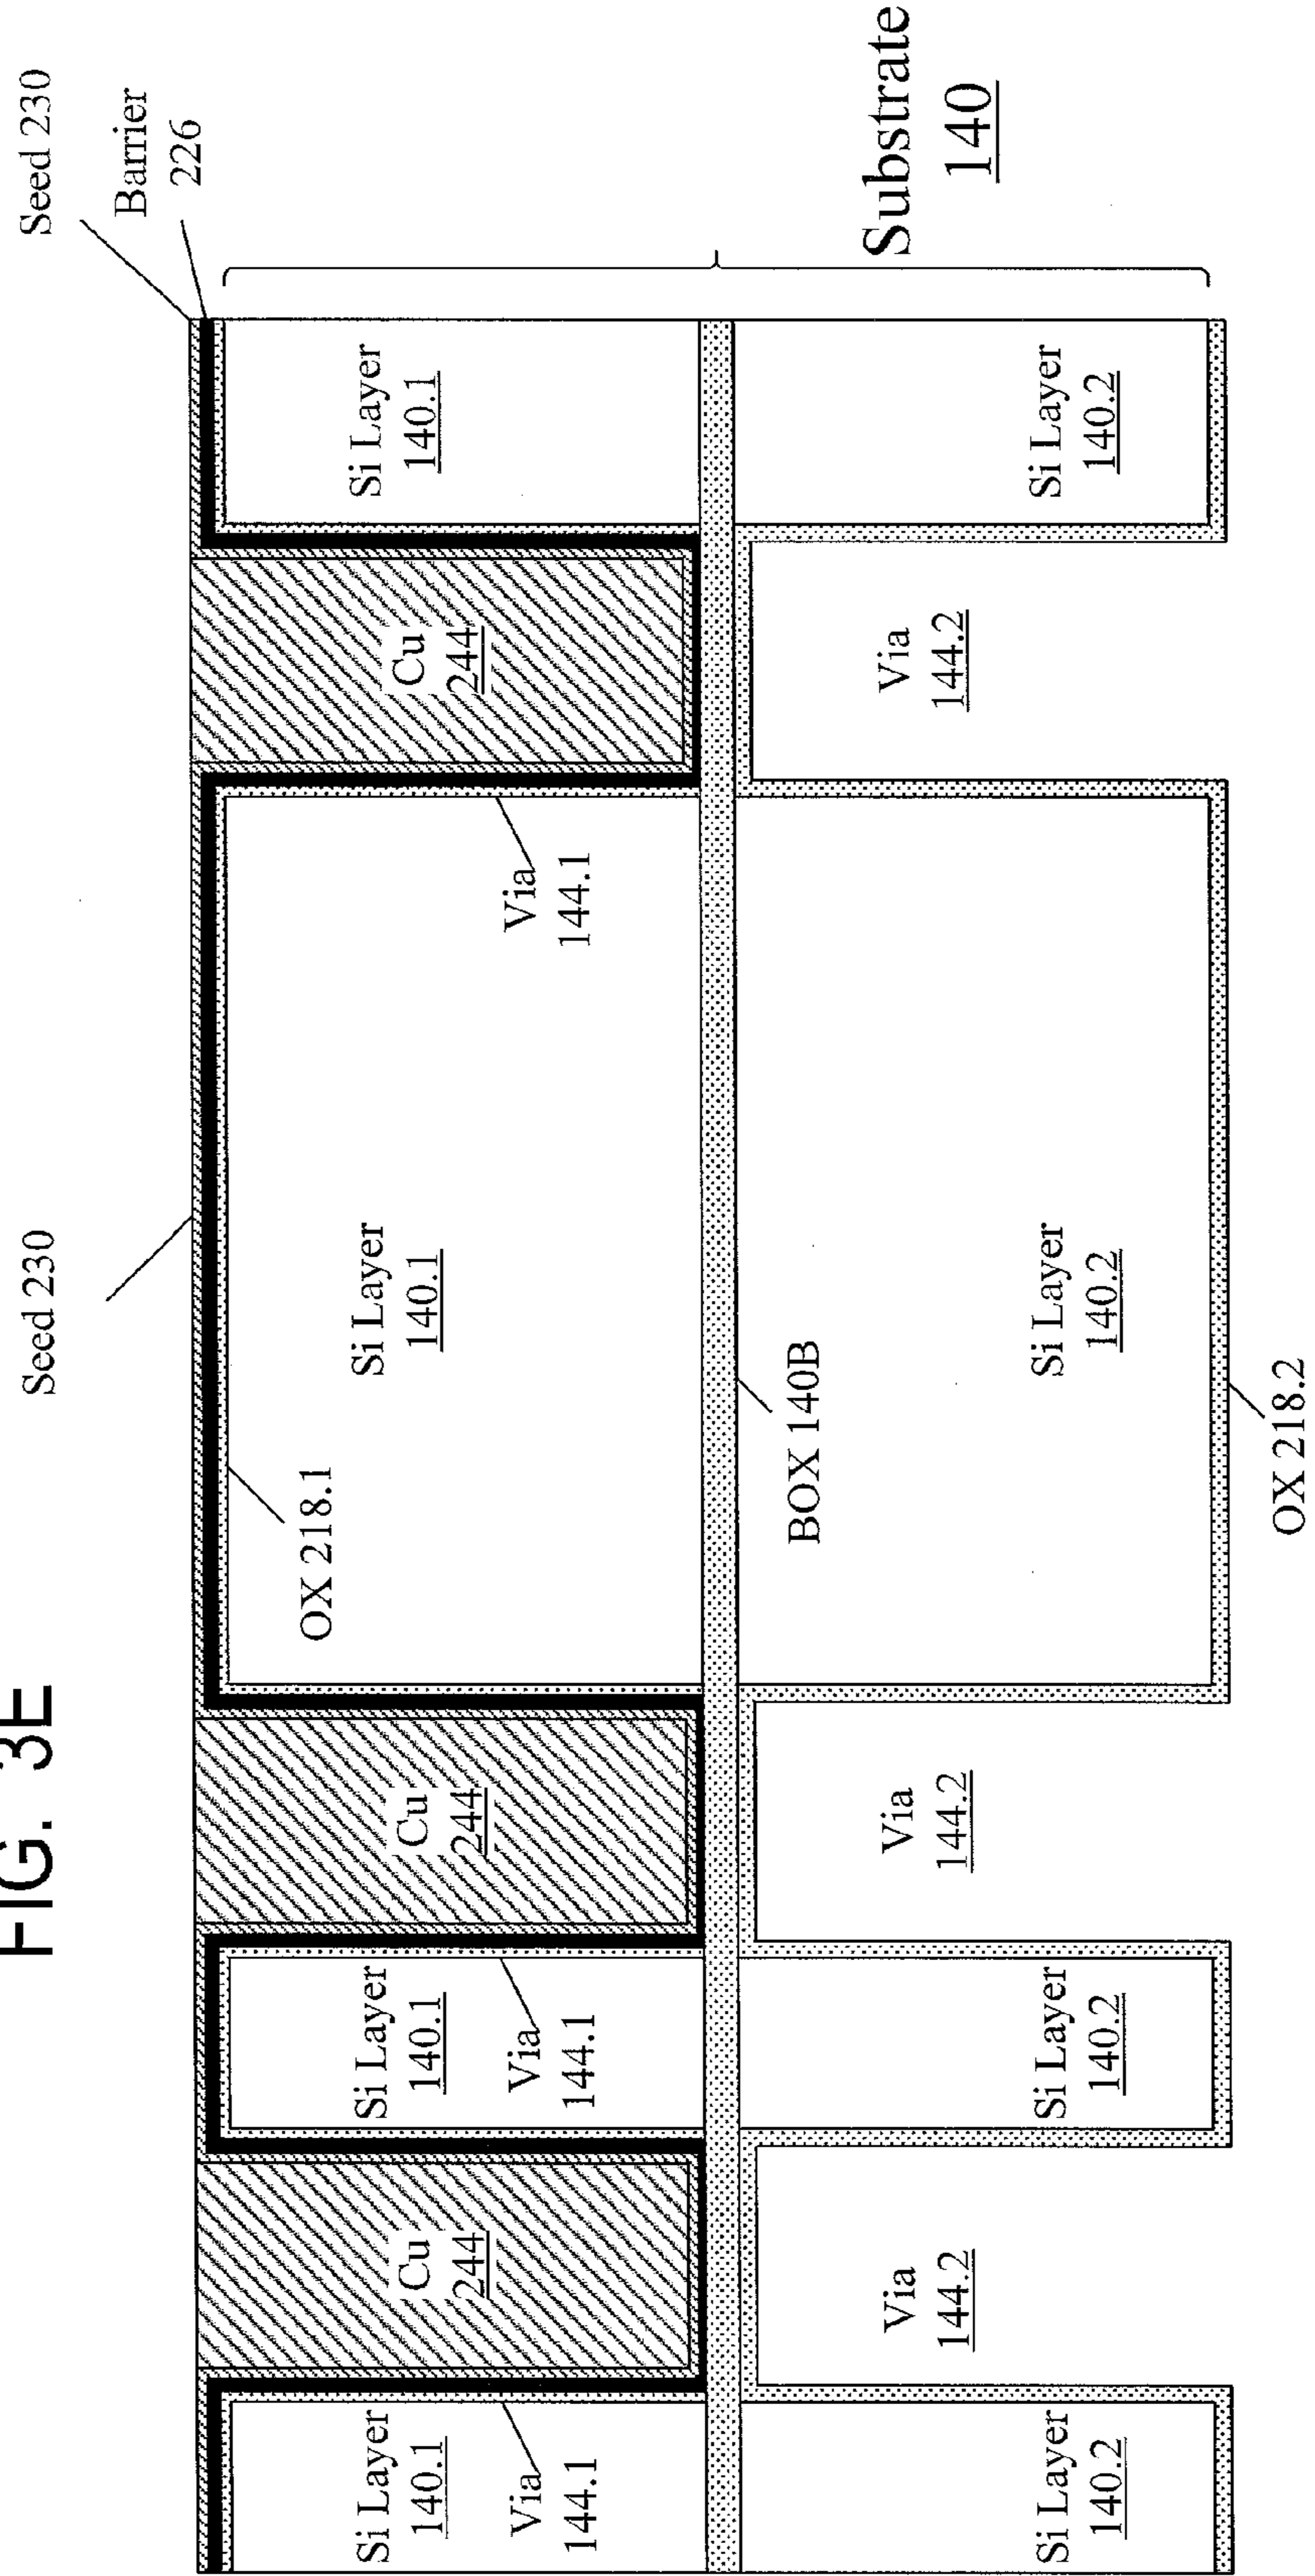 FIG. 3E
Seed 230
Seed 230
Barrier
226
OX 218.1
Si Layer
140.1
Cu
244
Si Layer
140.1
Cu
244
Si Layer
140.1
Cu
244
Si Layer
140.1
Via
144.1
Via
144.1
Via
144.1
BOX 140B
Substrate
140
Via
144.2
Via
144.2
Via
144.2
Si Layer
140.2
Si Layer
140.2
Si Layer
140.2
Si Layer
140.2
OX 218.2